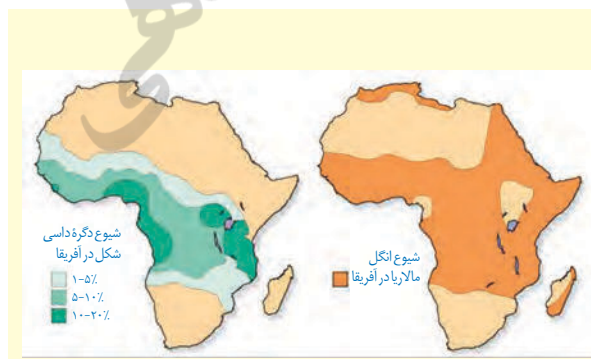 شیوع دگرهٔ داسی
شکل در آفریقا
۱-۵٪
۵-۱۰٪
۱۰-۲۰٪
شیوع انگل
مالاریا در آفریقا